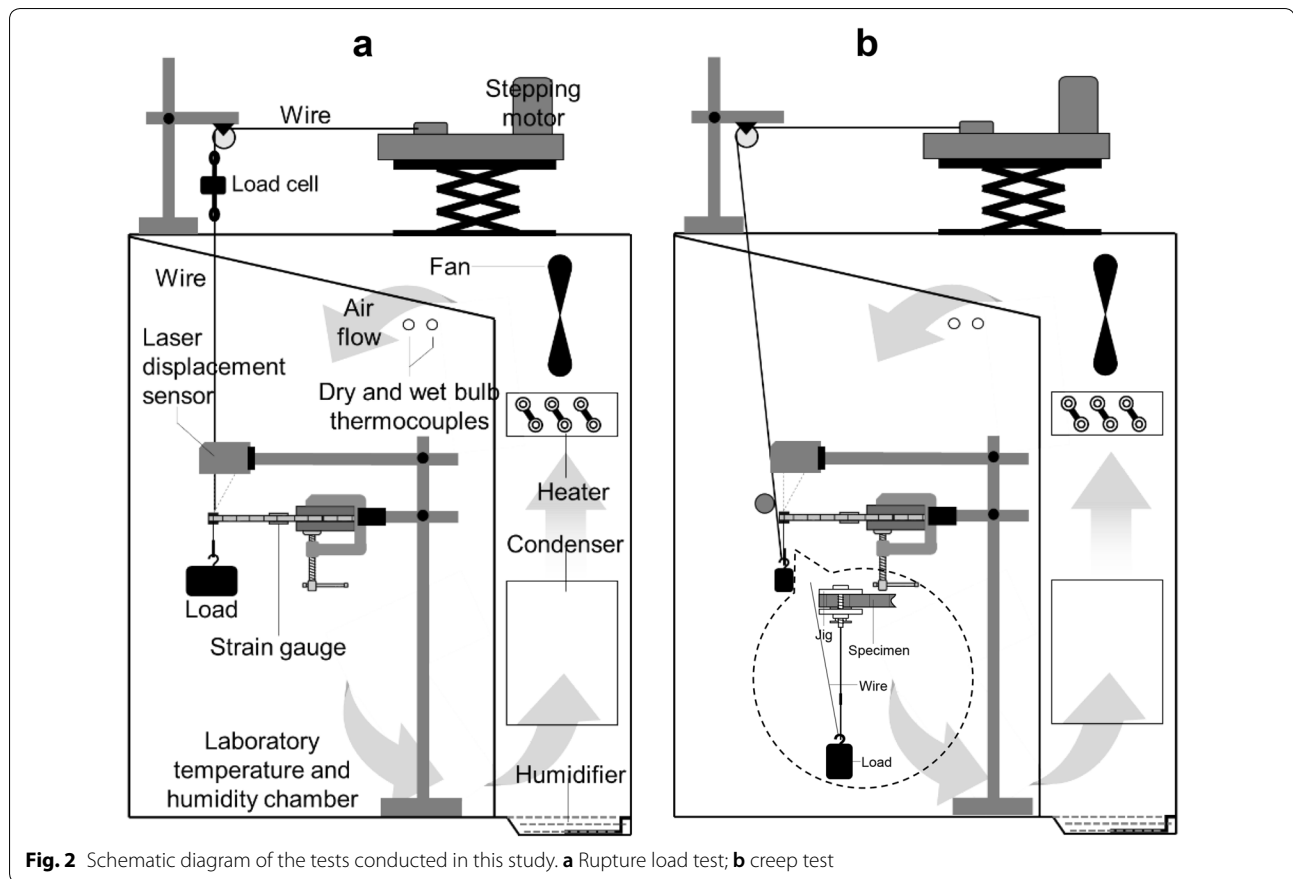 a
Wire
Stepping
motor
Load cell
Wire
Fan
Air
flow
Laser
displacement
sensor
Dry and wet bulb
thermocouples
Heater
Condenser
Load
Strain gauge
Laboratory
temperature and
humidity chamber
Humidifier
b
Jig
Specimen
Wire
Load
Fig. 2 Schematic diagram of the tests conducted in this study. a Rupture load test; b creep test